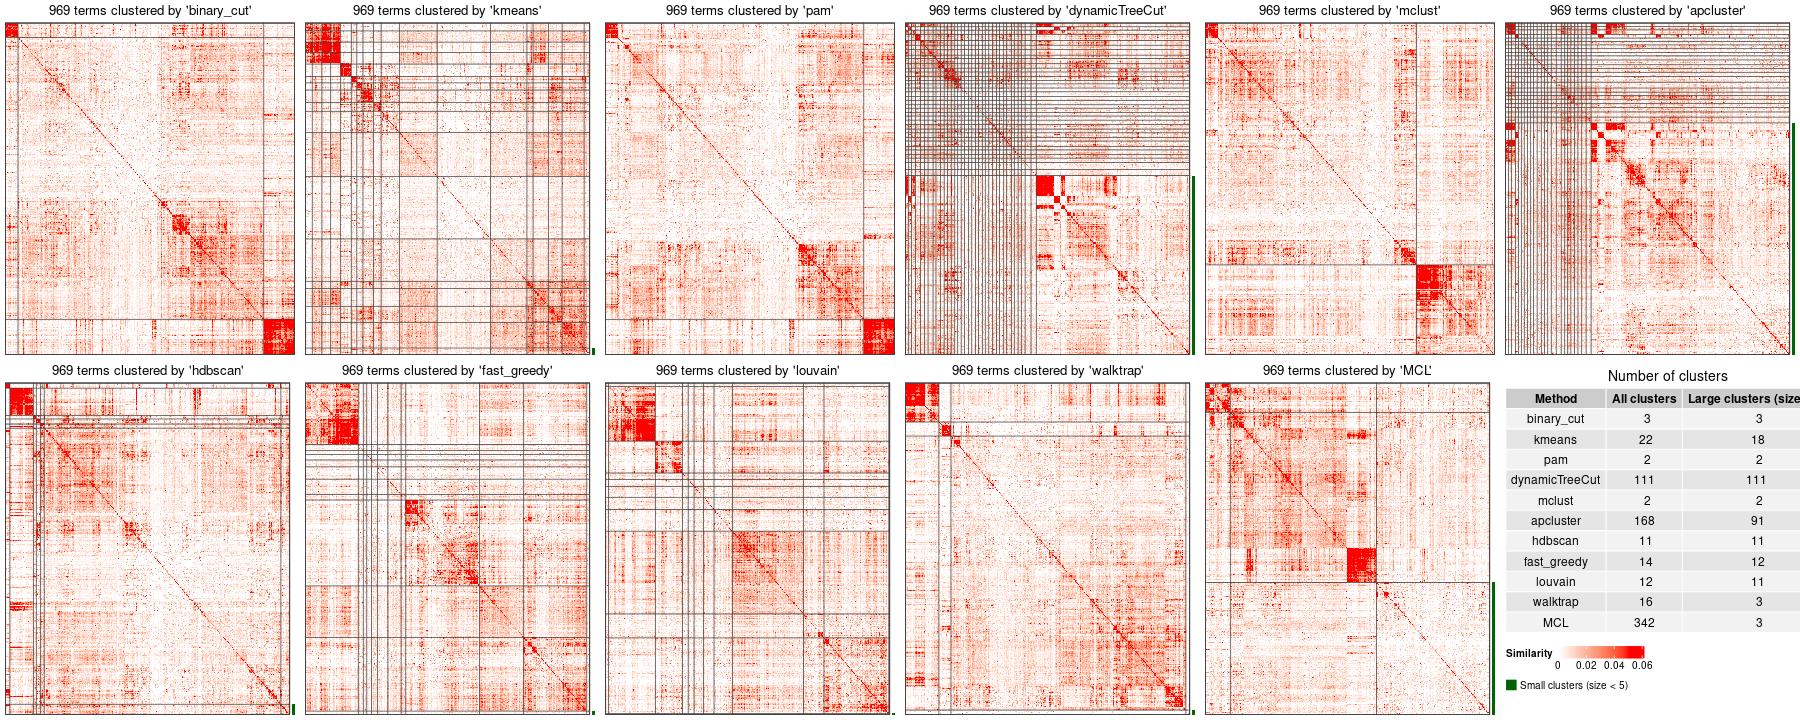 969 terms clustered by 'binary_cut'
969 terms clustered by 'kmeans'
969 terms clustered by 'pam'
969 terms clustered by 'dynamicTreeCut'
969 terms clustered by 'mclust'
969 terms clustered by 'apcluster'
969 terms clustered by 'hdbscan'
969 terms clustered by 'fast_greedy'
969 terms clustered by 'louvain'
969 terms clustered by 'walktrap'
969 terms clustered by 'MCL'
Number of clusters
Method All clusters Large clusters (size
binary_cut 3 3
kmeans 22 18
pam 2 2
dynamicTreeCut 111 111
mclust 2 2
apcluster 168 91
hdbscan 11 11
fast_greedy 14 12
louvain 12 11
walktrap 16 3
MCL 342 3
Similarity
0 0.02 0.04 0.06
Small clusters (size < 5)